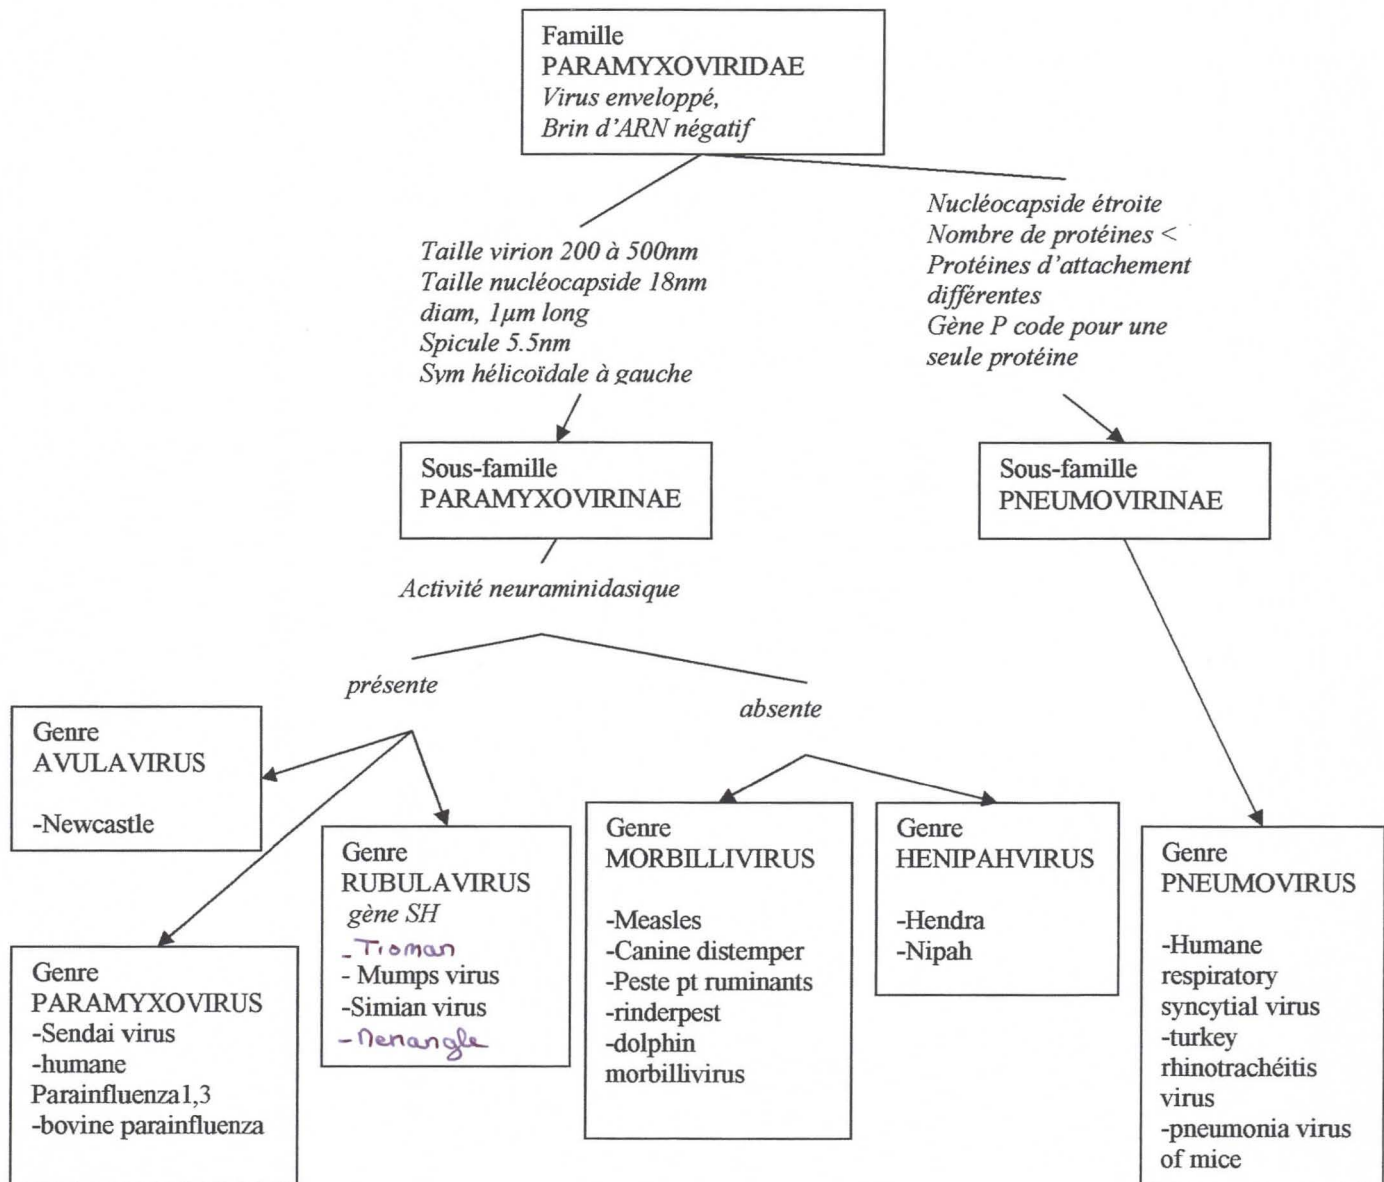 Famille
PARAMYXOVIRIDAE
Virus enveloppé,
Brin d'ARN négatif
Taille virion 200 à 500nm
Taille nucléocapside 18nm
diam, 1µm long
Spicule 5.5nm
Sym hélicoïdale à gauche
Nucléocapside étroite
Nombre de protéines <
Protéines d'attachement
différentes
Gène P code pour une
seule protéine
Sous-famille
PARAMYXOVIRINAE
Sous-famille
PNEUMOVIRINAE
Activité neuraminidasique
présente
absente
Genre
AVULAVIRUS
-Newcastle
Genre
PARAMYXOVIRUS
-Sendai virus
-humane
Parainfluenza1,3
-bovine parainfluenza
Genre
RUBULAVIRUS
gène SH
- Tioman
- Mumps virus
-Simian virus
- Menangle
Genre
MORBILLIVIRUS
-Measles
-Canine distemper
-Peste pt ruminants
-rinderpest
-dolphin
morbillivirus
Genre
HENIPAHVIRUS
-Hendra
-Nipah
Genre
PNEUMOVIRUS
-Humane
respiratory
syncytial virus
-turkey
rhinotrachéitis
virus
-pneumonia virus
of mice